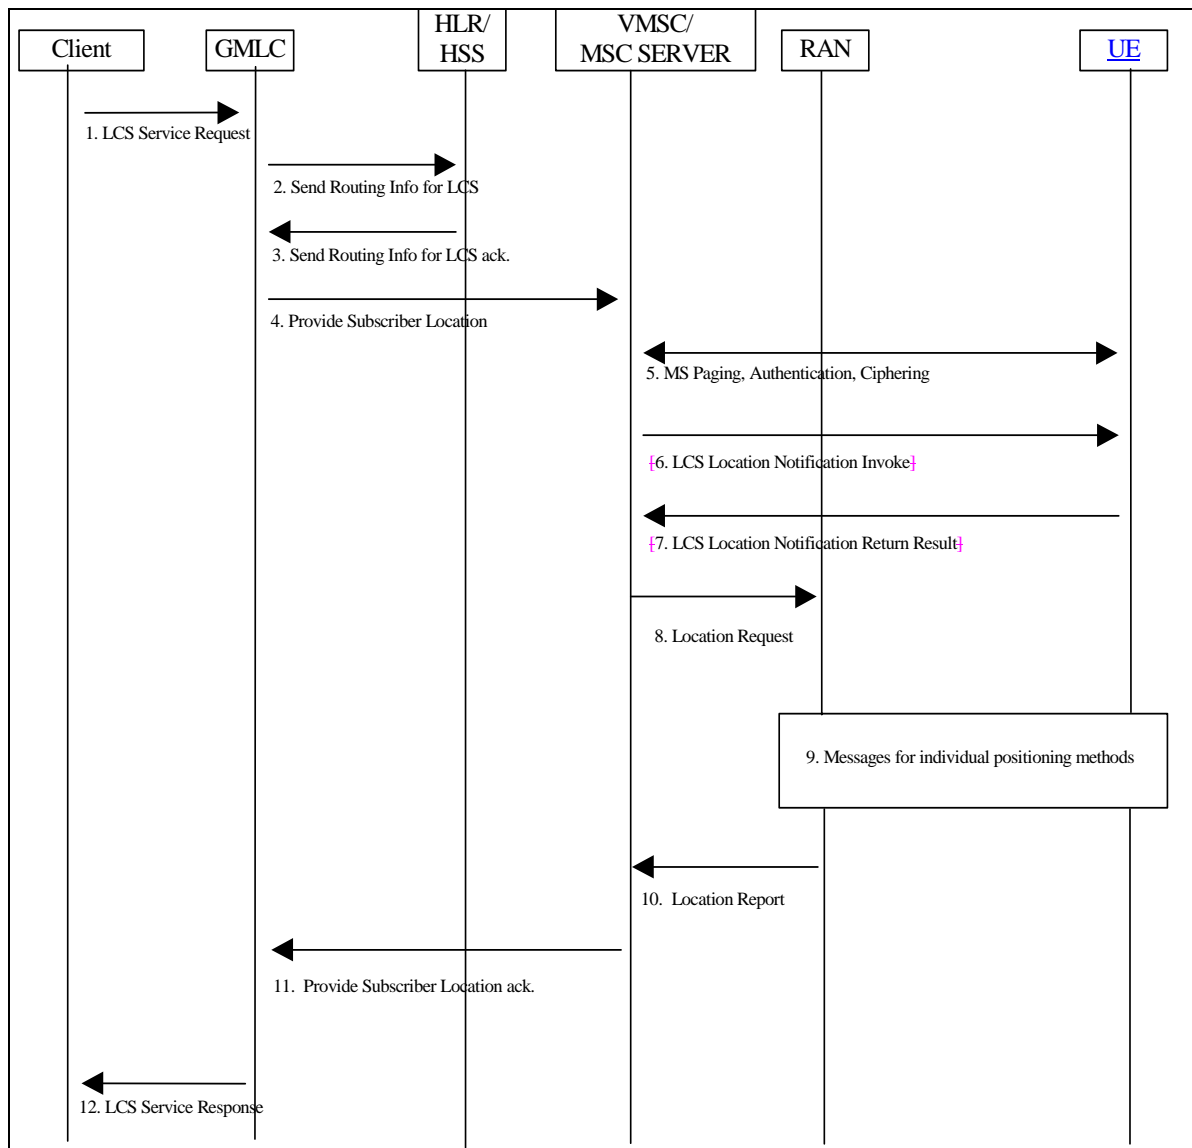 Client
GMLC
HLR/
HSS
VMSC/
MSC SERVER
RAN
UE
1. LCS Service Request
2. Send Routing Info for LCS
3. Send Routing Info for LCS ack.
4. Provide Subscriber Location
5. MS Paging, Authentication, Ciphering
[6. LCS Location Notification Invoke]
[7. LCS Location Notification Return Result]
8. Location Request
9. Messages for individual positioning methods
10. Location Report
11. Provide Subscriber Location ack.
12. LCS Service Response